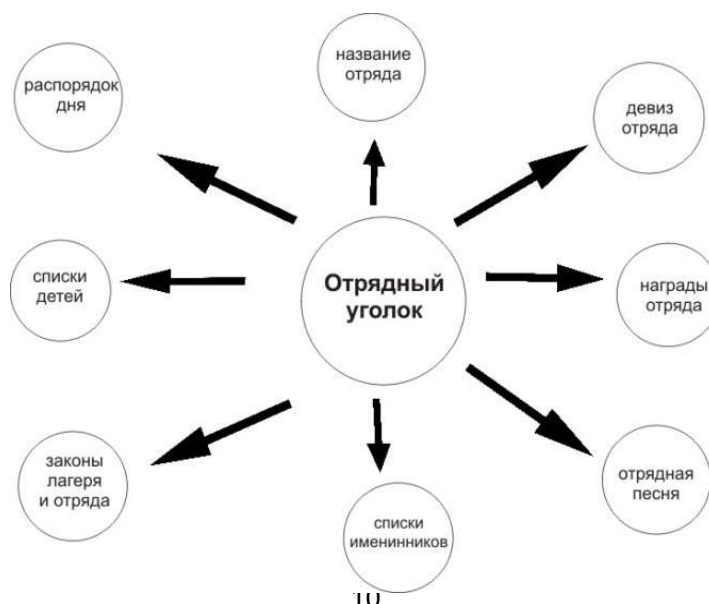 название
отряда
распорядок
дня
девиз
отряда
Отрядный
уголок
списки
детей
награды
отряда
законы
лагеря
и отряда
отрядная
песня
списки
именинников
10